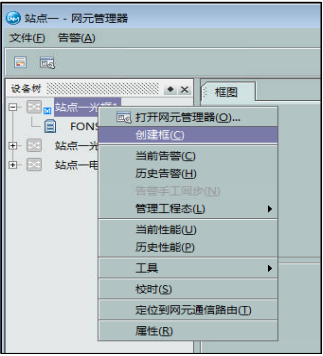 站点一 - 网元管理器
文件(F) 告警(A)
设备树
框图
站点一光框1
FONS
站点一光
站点一电
打开网元管理器(O)...
创建框(C)
当前告警(C)
历史告警(H)
告警手工同步(N)
管理工程态(L)
当前性能(U)
历史性能(P)
工具
校时(S)
定位到网元通信路由(T)
属性(R)